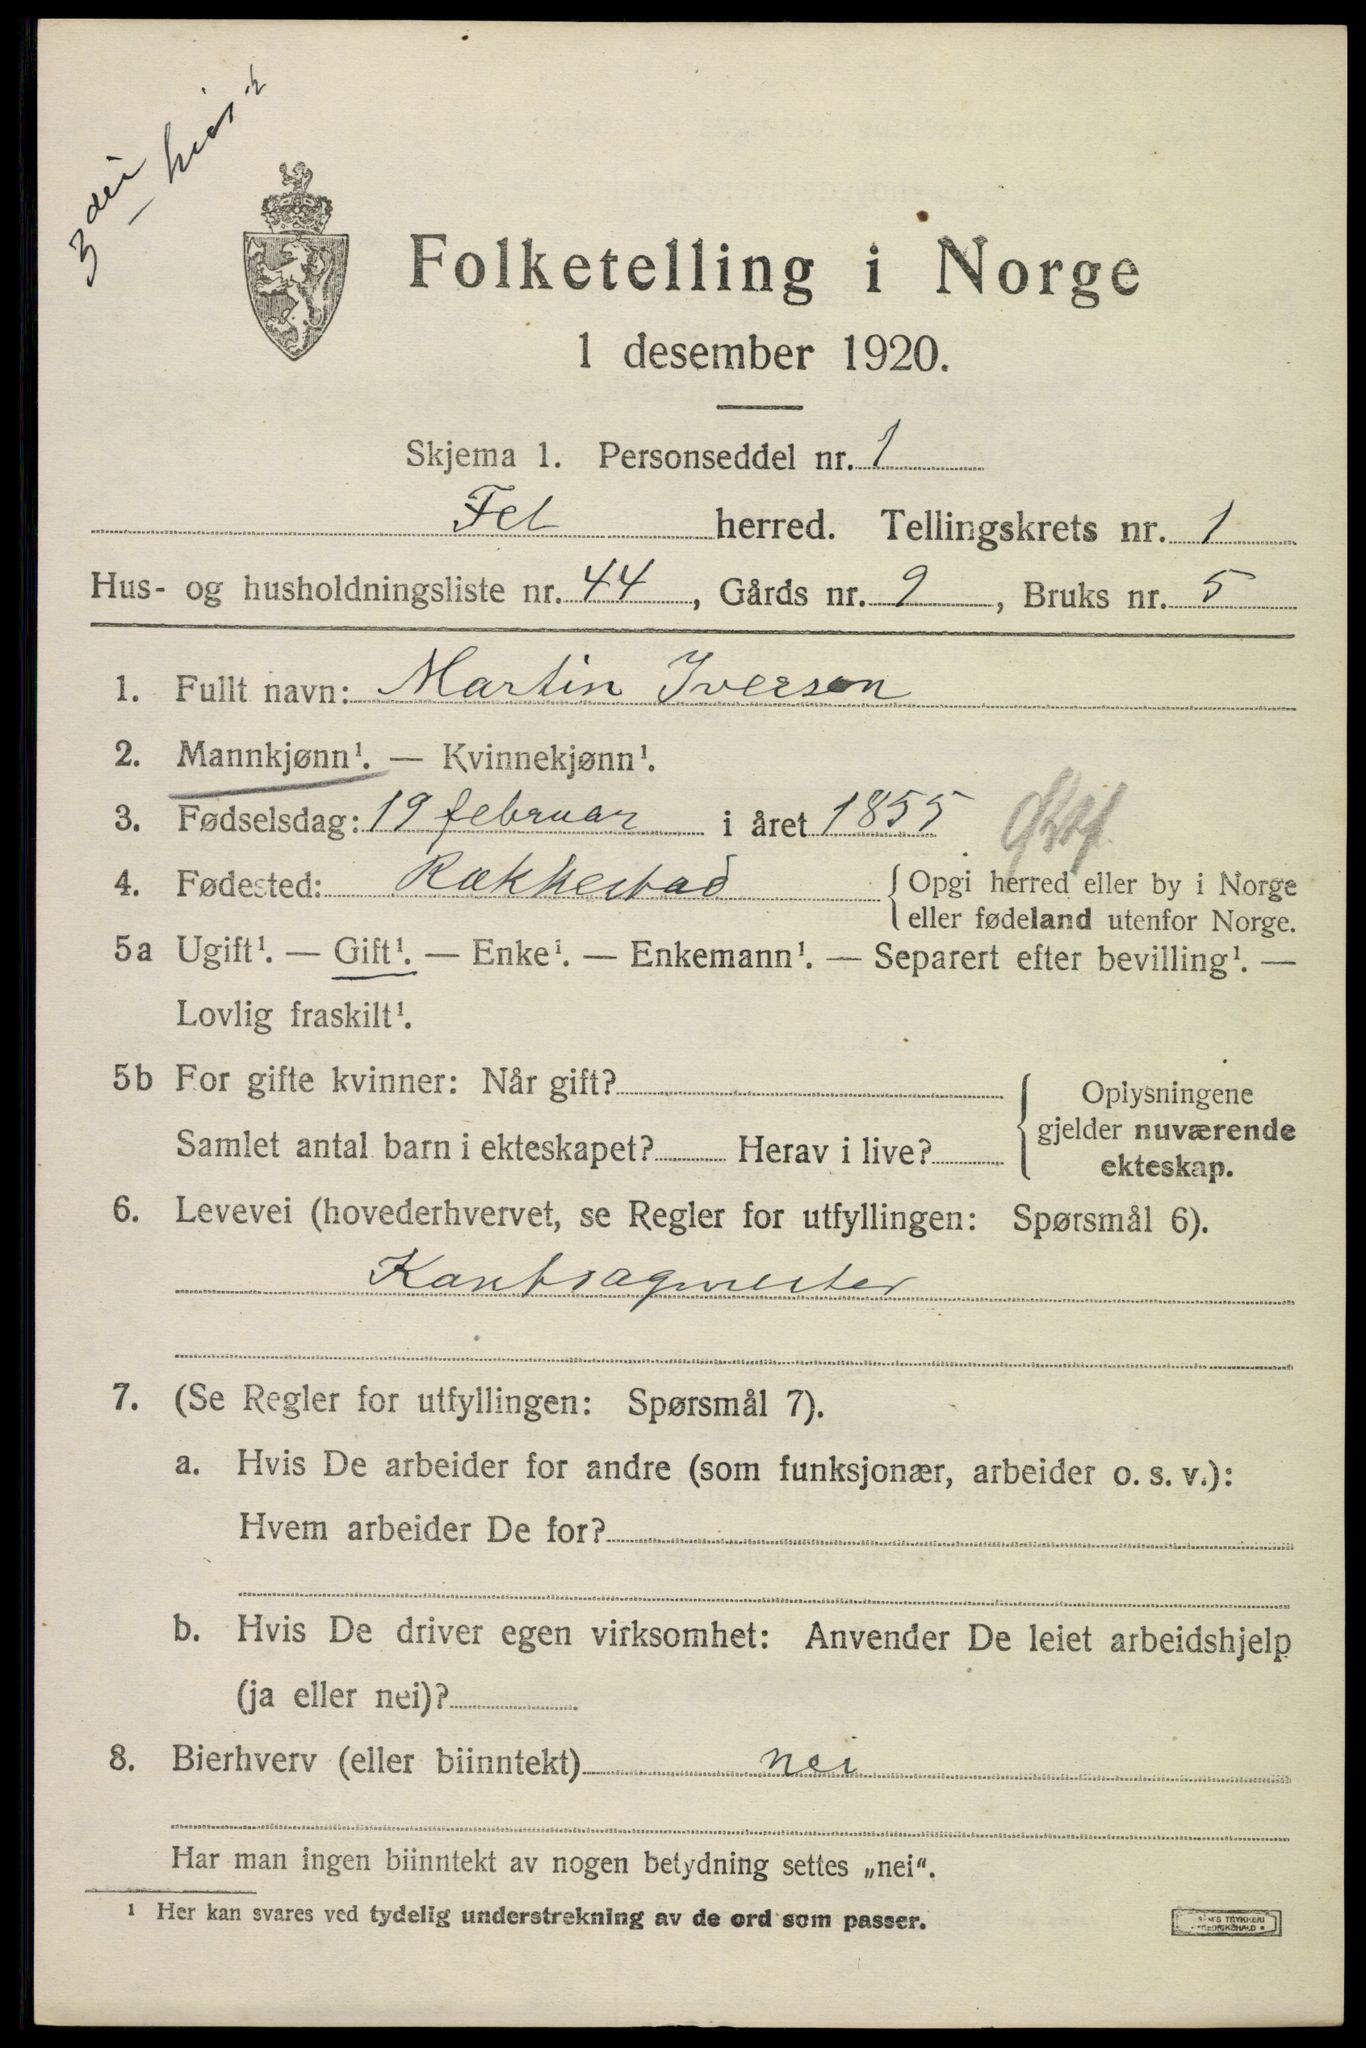 3
Folketelling i Norge
1 desember 1920.
Skjema 1. Personseddel nr. 1
Fet herred. Tellingskrets nr. 1
Hus- og husholdningsliste nr. 44, Gårds nr. 9, Bruks nr. 5
1. Fullt navn: Martin Iversen
2. Mannkjønn¹. — Kvinnekjønn¹.
3. Fødselsdag: 19 februar i året 1855
4. Fødested: Rækkestad {Opgi herred eller by i Norge
eller fødeland utenfor Norge.
5a Ugift¹. — Gift¹. — Enke¹. — Enkemann¹. — Separert efter bevilling¹. —
Lovlig fraskilt¹.
5b For gifte kvinner: Når gift? { Oplysningene
gjelder nuværende
Samlet antal barn i ekteskapet? Herav i live?
ekteskap.
6. Levevei (hovederhvervet, se Regler for utfyllingen: Spørsmål 6).
Kantsagmester
7. (Se Regler for utfyllingen: Spørsmål 7).
a. Hvis De arbeider for andre (som funksjonær, arbeider o. s. v.):
Hvem arbeider De for?
b. Hvis De driver egen virksomhet: Anvender De leiet arbeidshjelp
(ja eller nei)?
8. Bierhverv (eller biinntekt) nei
Har man ingen biinntekt av nogen betydning settes „nei“.
¹ Her kan svares ved tydelig understrekning av de ord som passer.
TRYKKERI